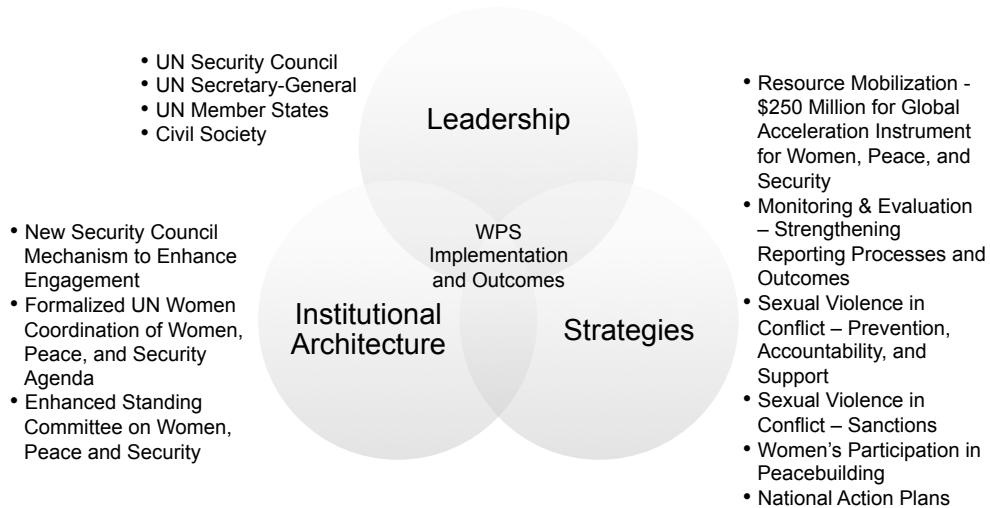 • UN Security Council
• UN Secretary-General
• UN Member States
• Civil Society
Leadership
• Resource Mobilization -
$250 Million for Global
Acceleration Instrument
for Women, Peace, and
Security
• Monitoring & Evaluation
– Strengthening
Reporting Processes and
Outcomes
• Sexual Violence in
Conflict – Prevention,
Accountability, and
Support
• Sexual Violence in
Conflict – Sanctions
• Women’s Participation in
Peacebuilding
• National Action Plans
WPS
Implementation
and Outcomes
• New Security Council
Mechanism to Enhance
Engagement
• Formalized UN Women
Coordination of Women,
Peace, and Security
Agenda
• Enhanced Standing
Committee on Women,
Peace and Security
Institutional
Architecture
Strategies